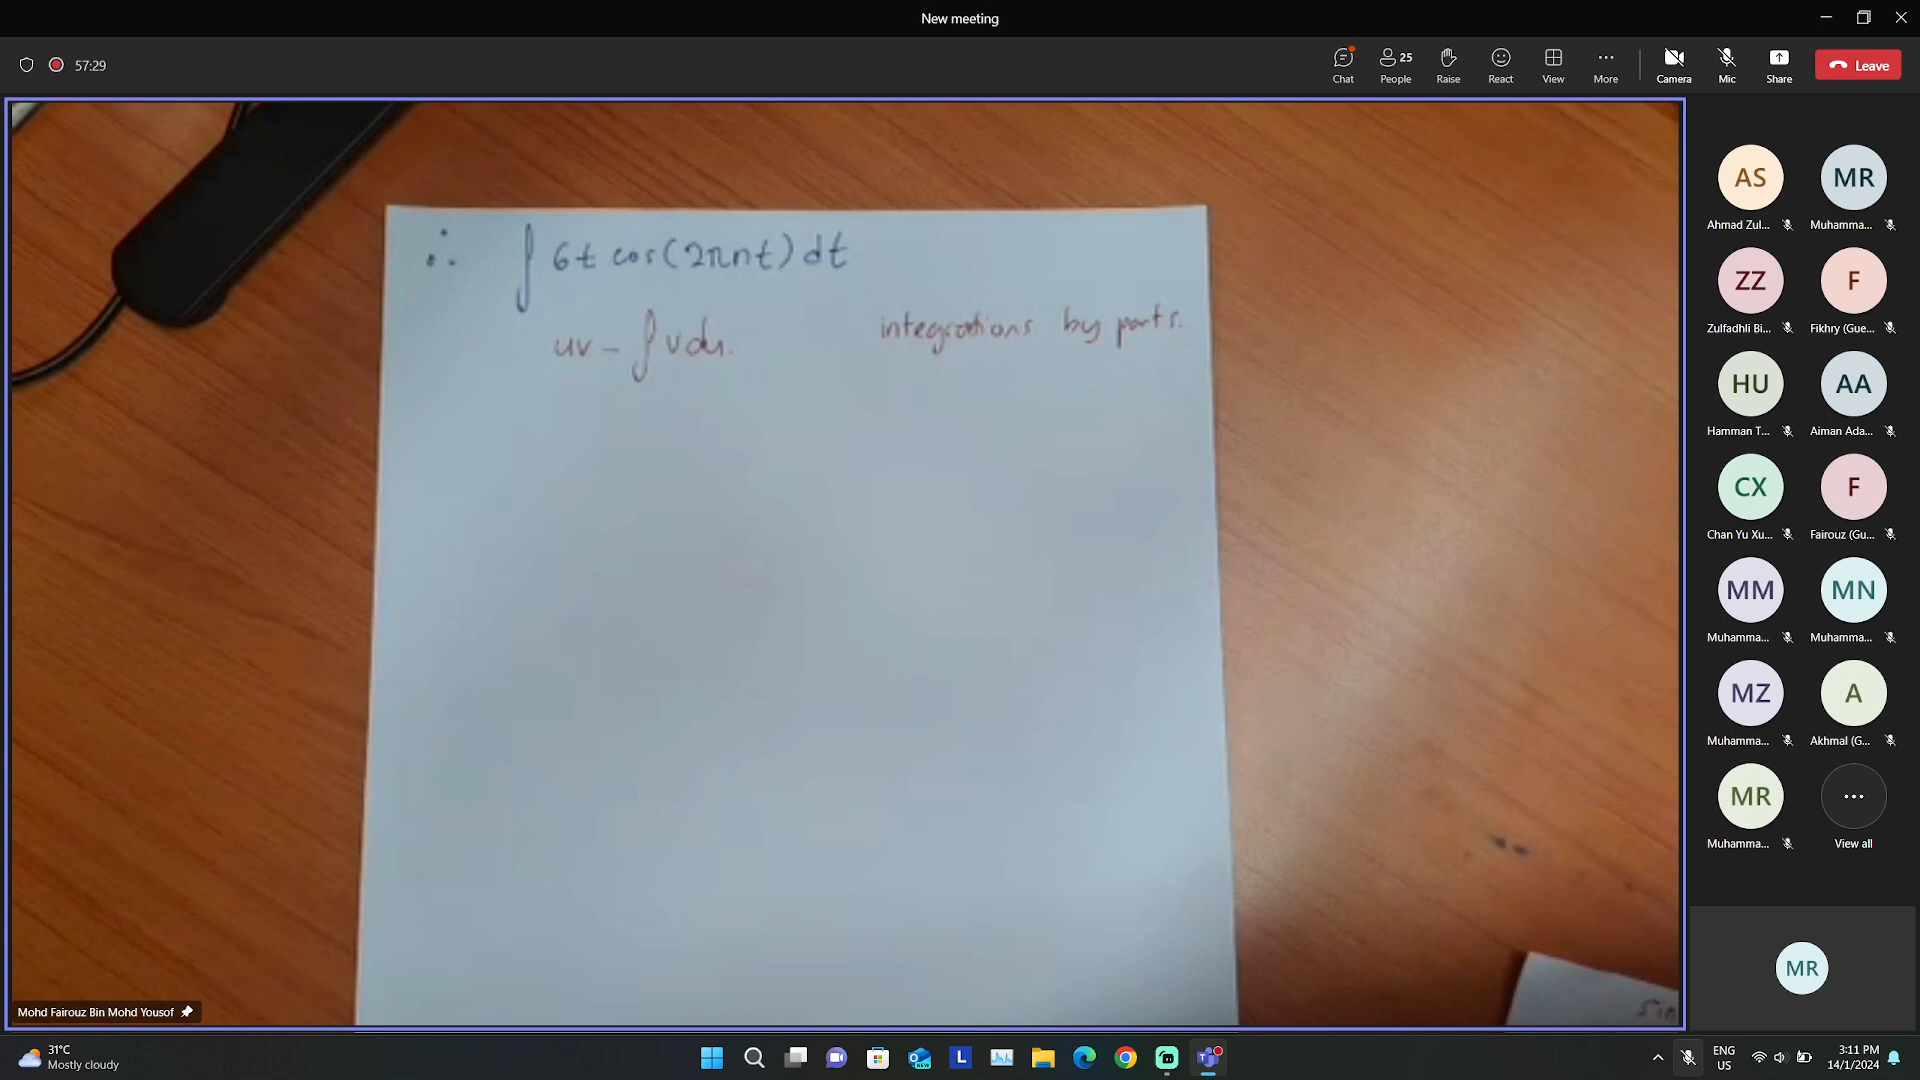 New meeting
57:29
Chat
25
People
Raise
React
View
More
Camera
Mic
Share
Leave
∴ ∫ 6t cos(2πnt) dt
uv - ∫ v du.
integrations by parts.
Sin
AS
Ahmad Zul...
MR
Muhamma...
ZZ
Zulfadhli Bi...
F
Fikhry (Gue...
HU
Hamman T...
AA
Aiman Ada...
CX
Chan Yu Xu...
F
Fairouz (Gu...
MM
Muhamma...
MN
Muhamma...
MZ
Muhamma...
A
Akhmal (G...
MR
Muhamma...
View all
MR
Mohd Fairouz Bin Mohd Yousof
31°C
Mostly cloudy
NEW
L
ENG
US
3:11 PM
14/1/2024